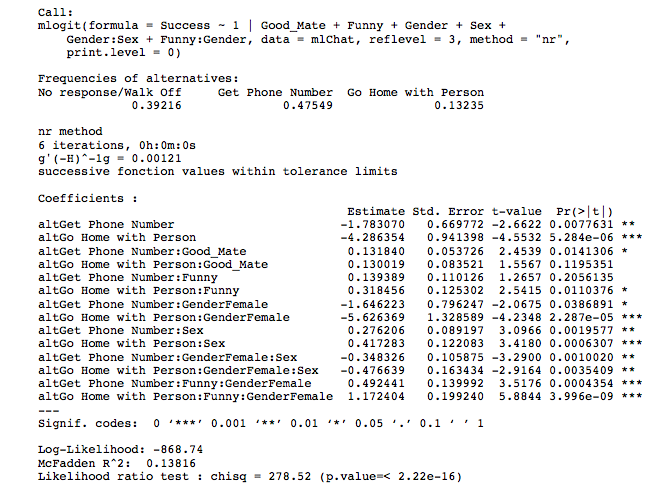 Call:
mlogit(formula = Success ~ 1 | Good_Mate + Funny + Gender + Sex +
    Gender:Sex + Funny:Gender, data = mlChat, reflevel = 3, method = "nr",
    print.level = 0)

Frequencies of alternatives:
No response/Walk Off     Get Phone Number  Go Home with Person
             0.39216              0.47549              0.13235

nr method
6 iterations, 0h:0m:0s
g'(-H)^-1g = 0.00121
successive fonction values within tolerance limits

Coefficients :
                                        Estimate Std. Error t-value  Pr(>|t|)
altGet Phone Number                    -1.783070   0.669772 -2.6622 0.0077631 **
altGo Home with Person                 -4.286354   0.941398 -4.5532 5.284e-06 ***
altGet Phone Number:Good_Mate           0.131840   0.053726  2.4539 0.0141306 *
altGo Home with Person:Good_Mate        0.130019   0.083521  1.5567 0.1195351
altGet Phone Number:Funny               0.139389   0.110126  1.2657 0.2056135
altGo Home with Person:Funny            0.318456   0.125302  2.5415 0.0110376 *
altGet Phone Number:GenderFemale       -1.646223   0.796247 -2.0675 0.0386891 *
altGo Home with Person:GenderFemale    -5.626369   1.328589 -4.2348 2.287e-05 ***
altGet Phone Number:Sex                 0.276206   0.089197  3.0966 0.0019577 **
altGo Home with Person:Sex              0.417283   0.122083  3.4180 0.0006307 ***
altGet Phone Number:GenderFemale:Sex   -0.348326   0.105875 -3.2900 0.0010020 **
altGo Home with Person:GenderFemale:Sex -0.476639   0.163434 -2.9164 0.0035409 **
altGet Phone Number:Funny:GenderFemale  0.492441   0.139992  3.5176 0.0004354 ***
altGo Home with Person:Funny:GenderFemale  1.172404   0.199240  5.8844 3.996e-09 ***
---
Signif. codes:  0 ‘***’ 0.001 ‘**’ 0.01 ‘*’ 0.05 ‘.’ 0.1 ‘ ’ 1

Log-Likelihood: -868.74
McFadden R^2:  0.13816
Likelihood ratio test : chisq = 278.52 (p.value=< 2.22e-16)